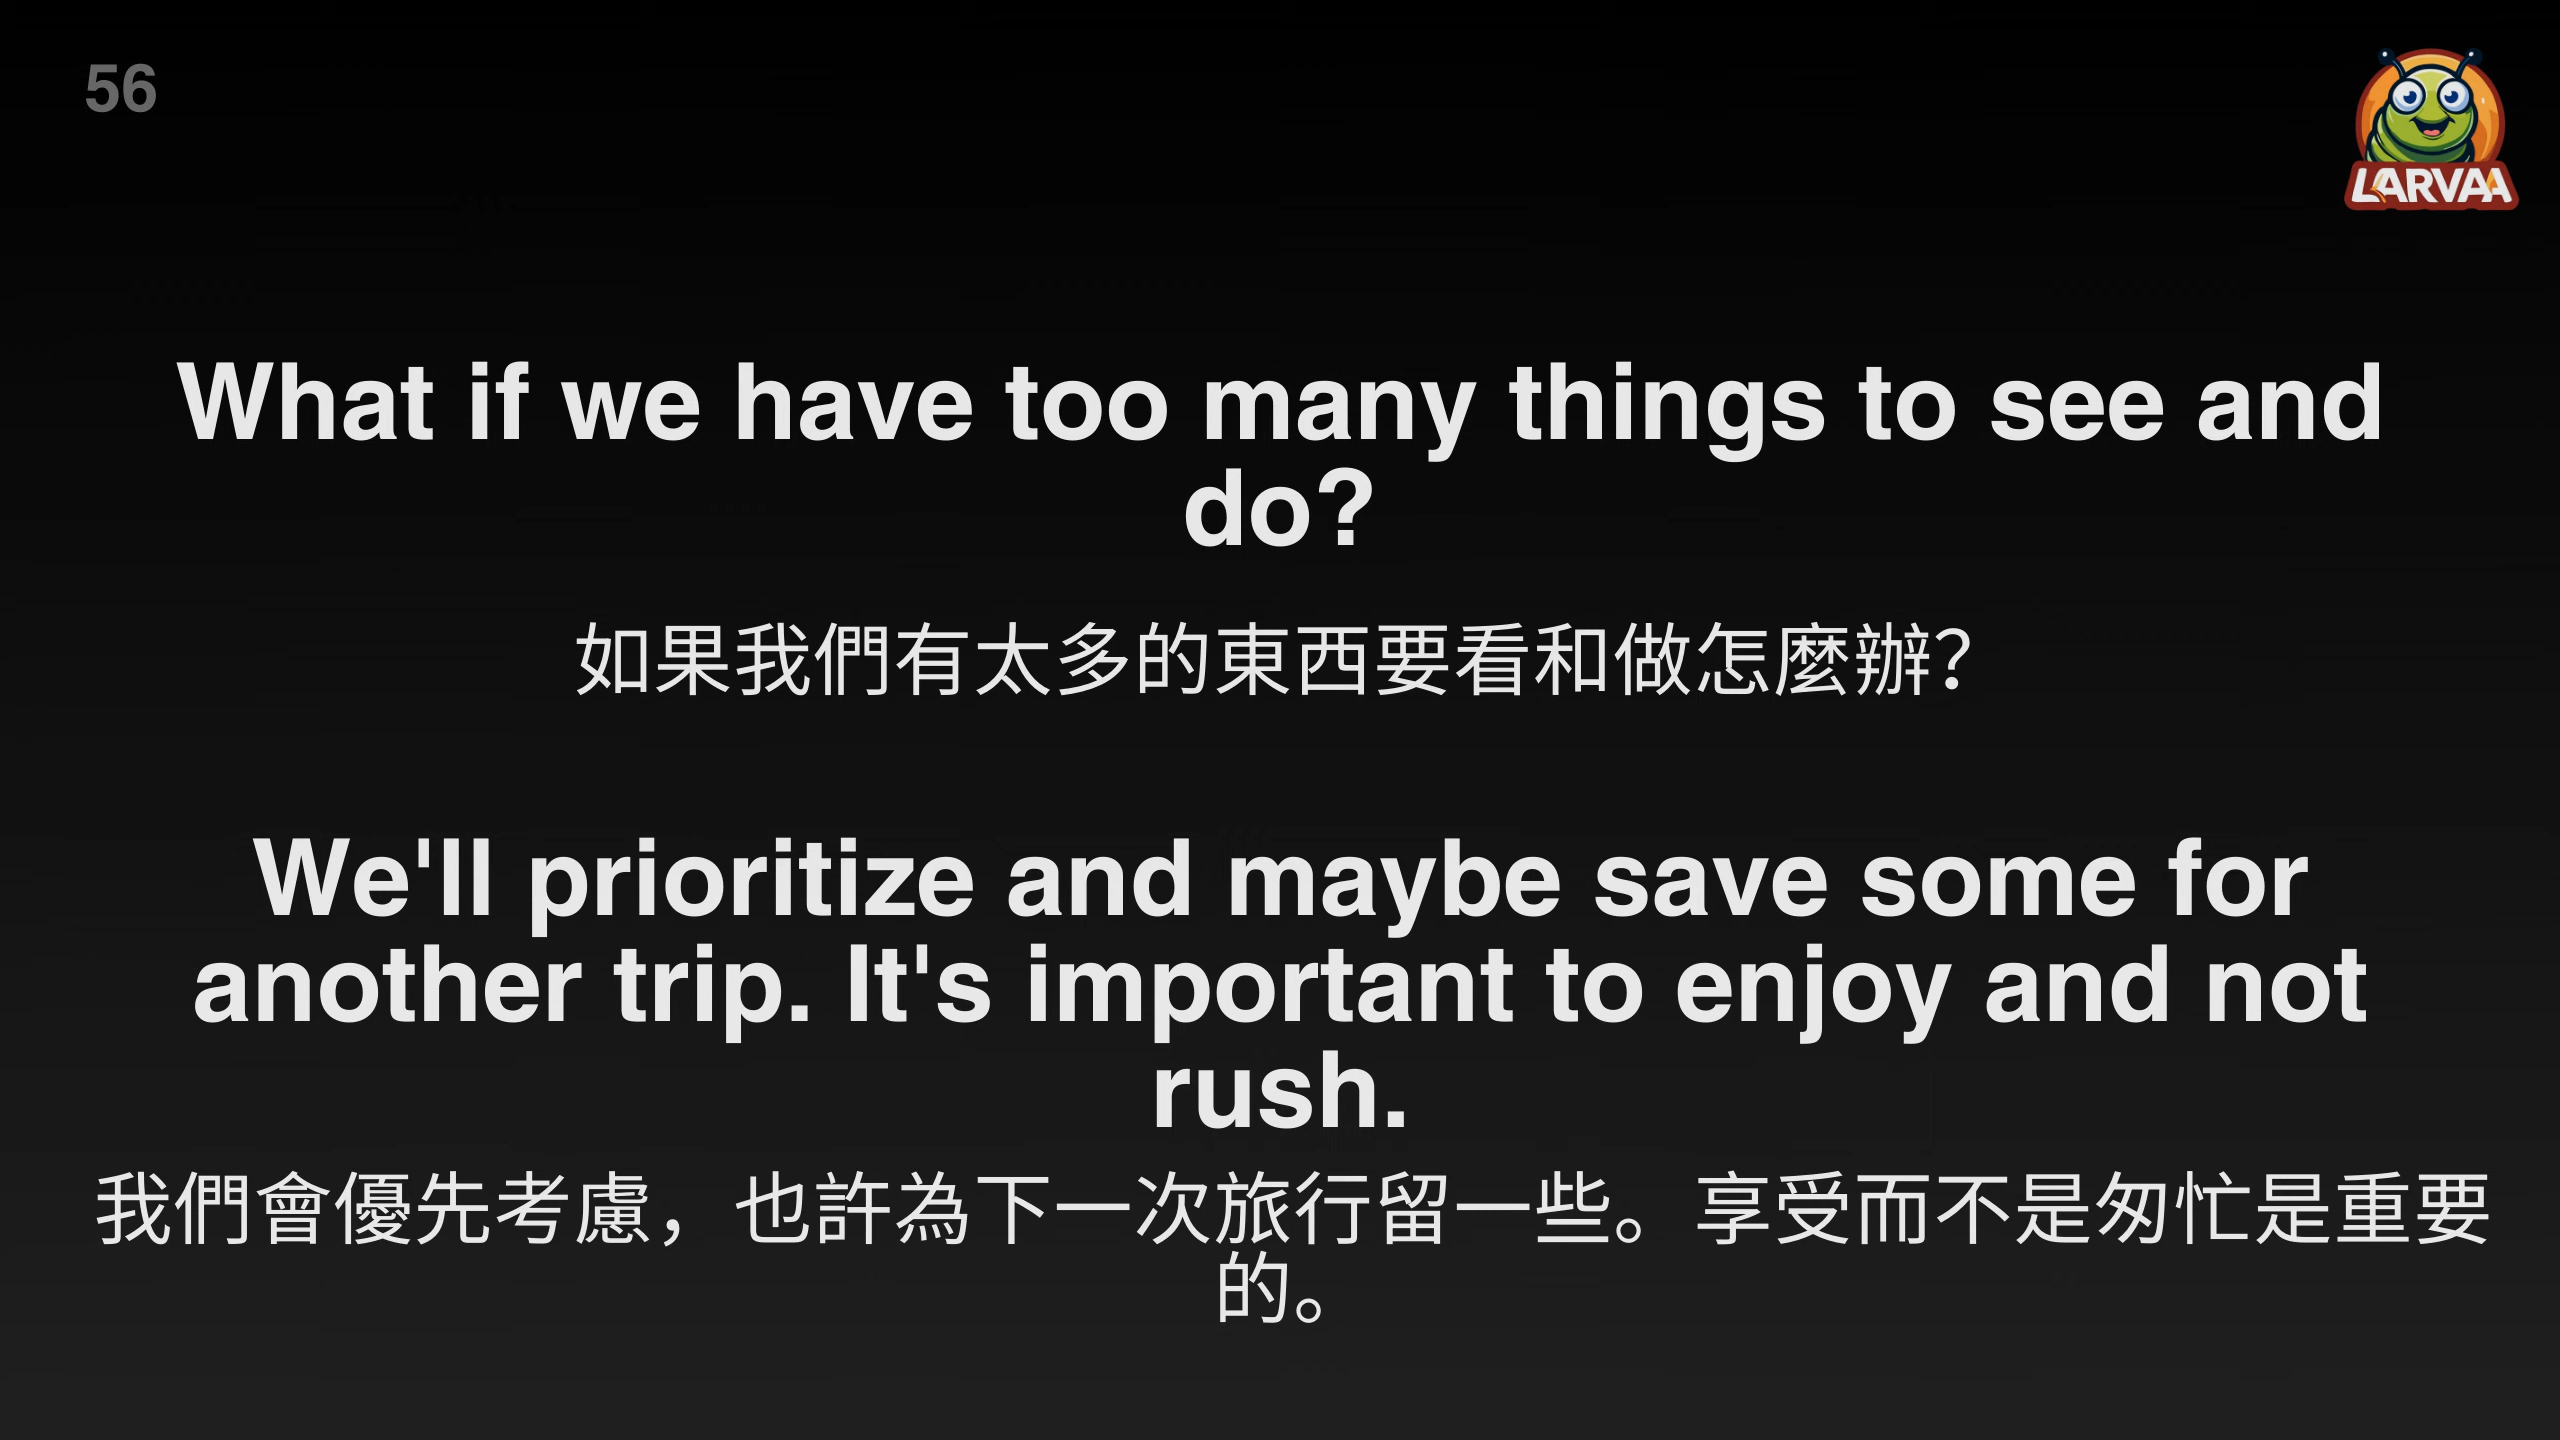 56
LARVAA
What if we have too many things to see and
do?
如果我們有太多的東西要看和做怎麼辦?
We'll prioritize and maybe save some for
another trip. It's important to enjoy and not
rush.
我們會優先考慮，也許為下一次旅行留一些。享受而不是匆忙是重要
的。